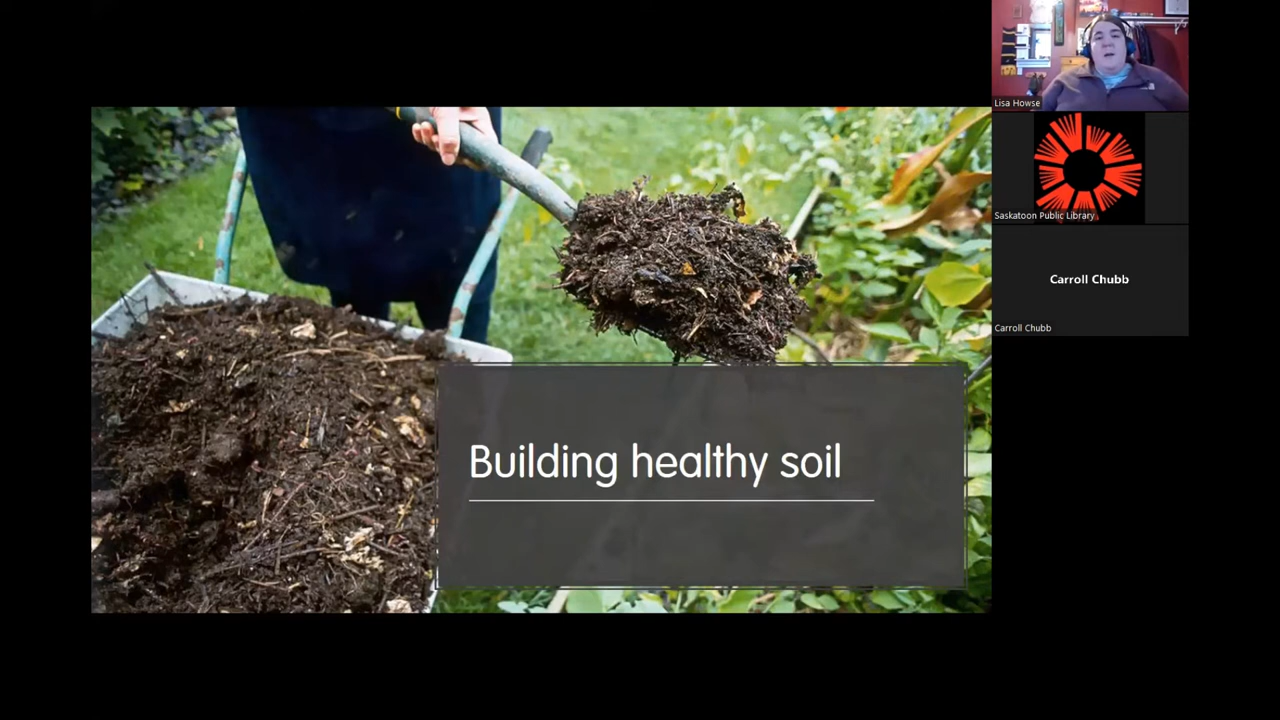 Building healthy soil
Lisa Howse
Saskatoon Public Library
Carroll Chubb
Carroll Chubb